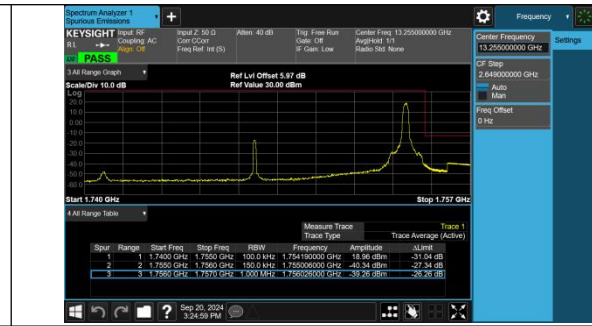 Spectrum Analyzer 1
Spurious Emissions
Frequency
KEYSIGHT Input: RF Input Z: 50 Ω Atten: 40 dB Trig: Free Run Center Freq: 13.255000000 GHz
RL Coupling: AC Corr CCorr Gate: Off Avg|Hold: 1/1
Align: Off Freq Ref: Int (S) IF Gain: Low Radio Std: None
PASS
Center Frequency Settings
13.255000000 GHz
CF Step
2.649000000 GHz
Auto
Man
Freq Offset
0 Hz
3 All Range Graph
Ref Lvl Offset 5.97 dB
Scale/Div 10.0 dB Ref Value 30.00 dBm
Log
20.0
10.0
0.00
-10.0
-20.0
-30.0
-40.0
-50.0
-60.0
Start 1.740 GHz Stop 1.757 GHz
4 All Range Table
Measure Trace Trace 1
Trace Type Trace Average (Active)
Spur Range Start Freq Stop Freq RBW Frequency Amplitude ΔLimit
1 1 1.7400 GHz 1.7550 GHz 100.0 kHz 1.754190000 GHz 18.96 dBm -31.04 dB
2 2 1.7550 GHz 1.7560 GHz 150.0 kHz 1.755006000 GHz -40.34 dBm -27.34 dB
3 3 1.7560 GHz 1.7570 GHz 1.000 MHz 1.756026000 GHz -39.26 dBm -26.26 dB
Sep 20, 2024
3:24:59 PM